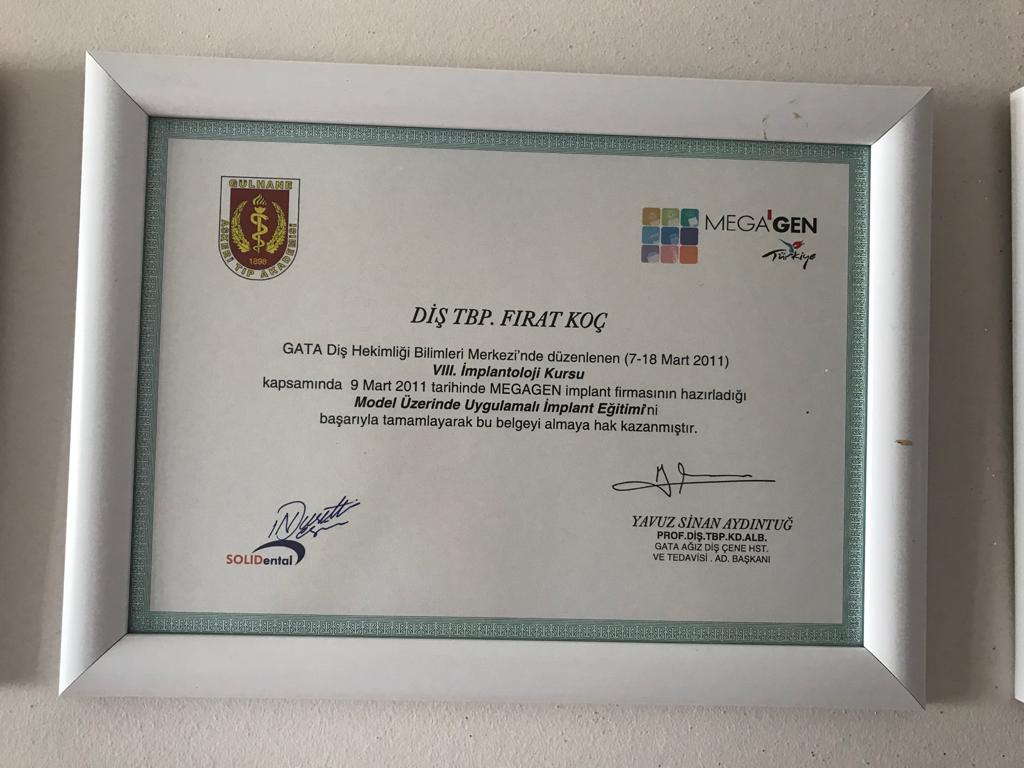 GÜLHANE
ASKERİ TIP AKADEMİSİ
1898
MEGA'GEN
Türkiye
DİŞ TBP. FIRAT KOÇ
GATA Diş Hekimliği Bilimleri Merkezi'nde düzenlenen (7-18 Mart 2011)
VIII. İmplantoloji Kursu
kapsamında 9 Mart 2011 tarihinde MEGAGEN implant firmasının hazırladığı
Model Üzerinde Uygulamalı İmplant Eğitimi'ni
başarıyla tamamlayarak bu belgeyi almaya hak kazanmıştır.
SOLIDental
YAVUZ SİNAN AYDINTUĞ
PROF.DİŞ.TBP.KD.ALB.
GATA AĞIZ DİŞ ÇENE HST.
VE TEDAVİSİ . AD. BAŞKANI